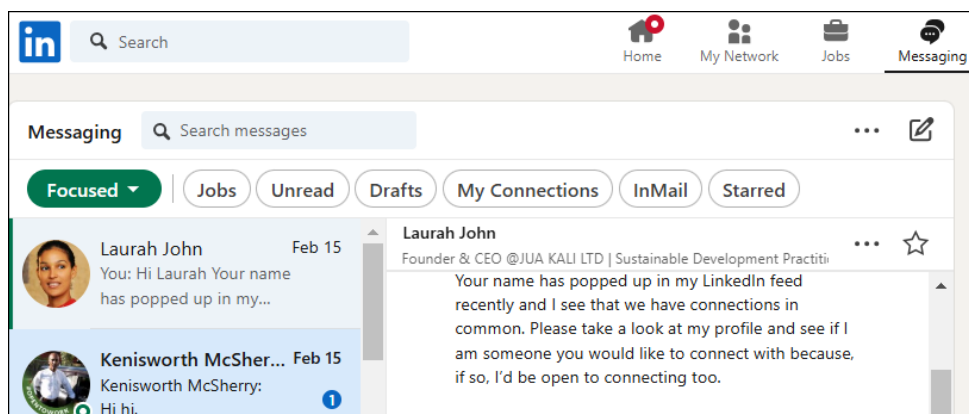 in
Search
Home
My Network
Jobs
Messaging
Messaging
Search messages
Focused
Jobs
Unread
Drafts
My Connections
InMail
Starred
Laurah John
Feb 15
You: Hi Laurah Your name
has popped up in my...
Kenisworth McSher...
Feb 15
Kenisworth McSherry:
Hi hi.
1
#OPENTOWORK
Laurah John
Founder & CEO @JUA KALI LTD | Sustainable Development Practiti
Your name has popped up in my LinkedIn feed
recently and I see that we have connections in
common. Please take a look at my profile and see if I
am someone you would like to connect with because,
if so, I'd be open to connecting too.